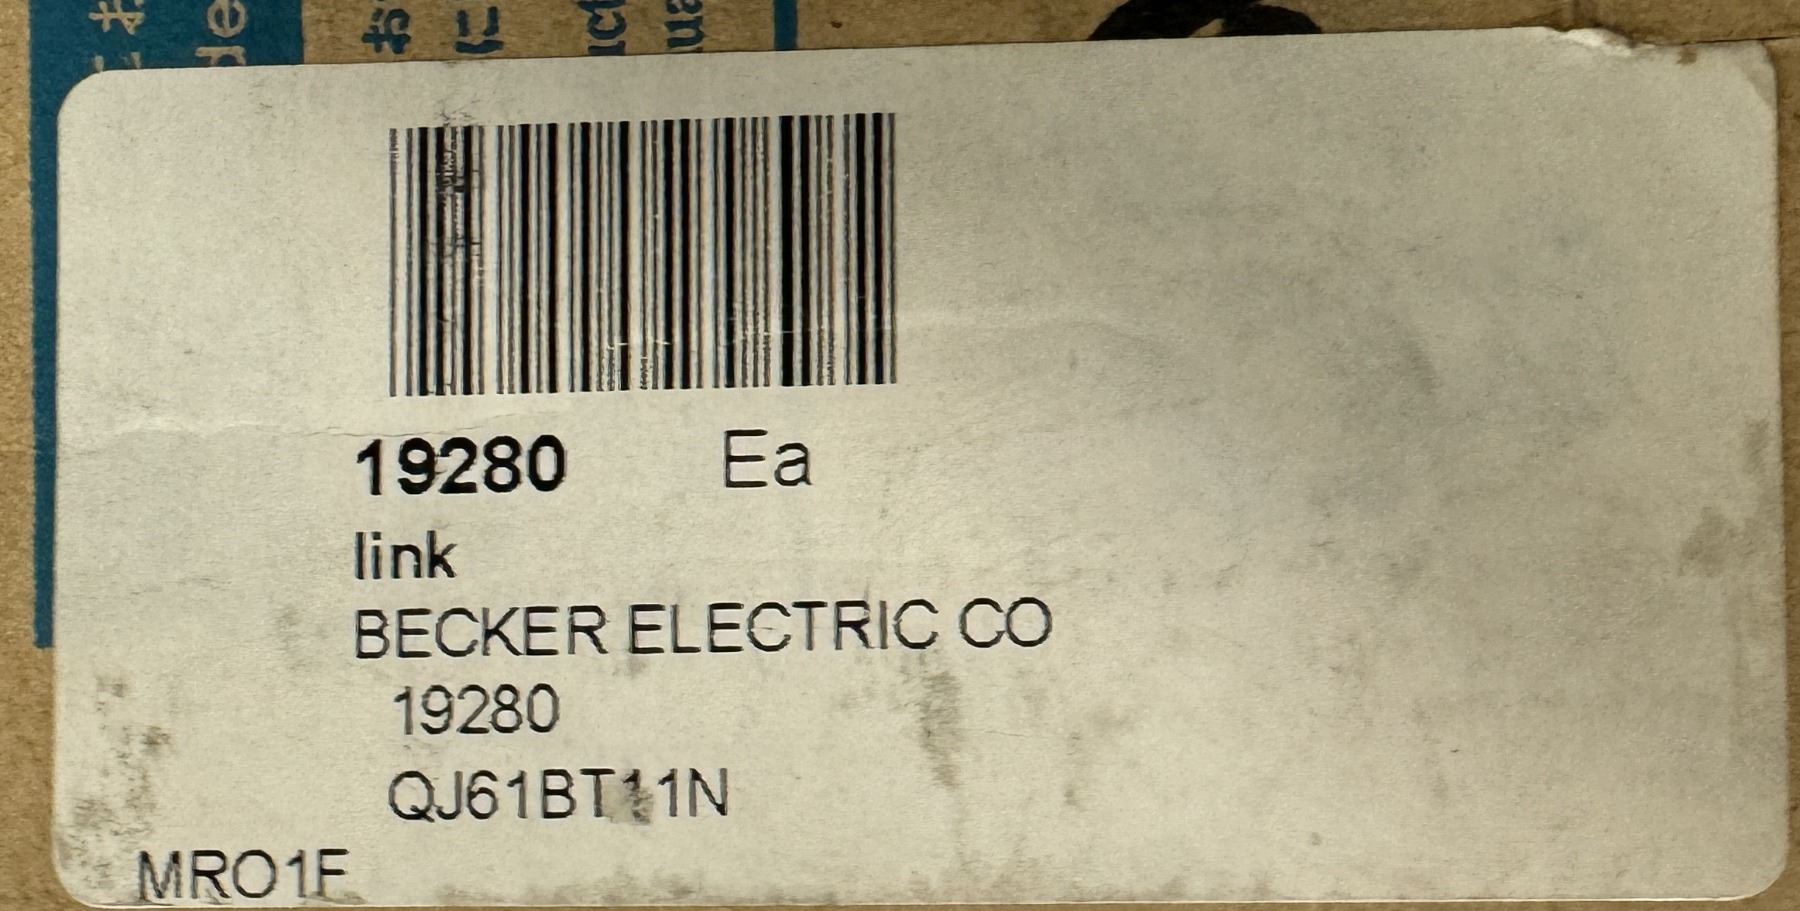 19280 Ea
link
BECKER ELECTRIC CO
19280
QJ61BT11N
MRO1F